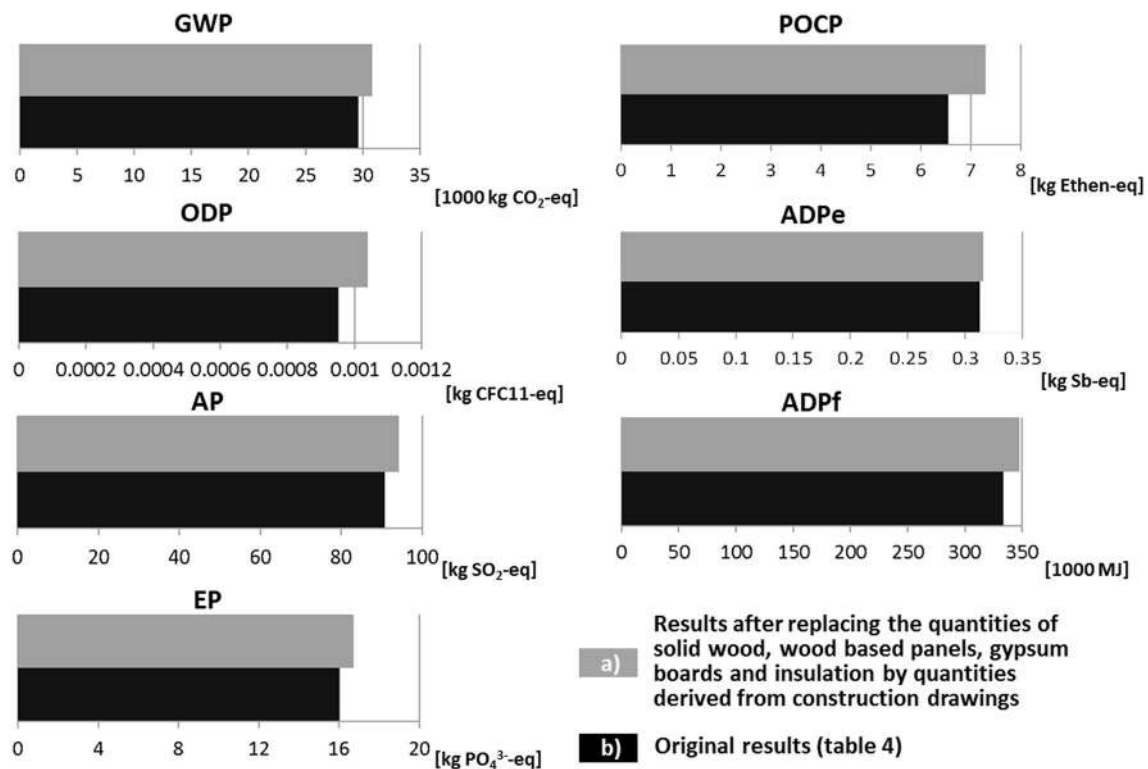 GWP
0 5 10 15 20 25 30 35
[1000 kg CO₂-eq]
ODP
0 0.0002 0.0004 0.0006 0.0008 0.001 0.0012
[kg CFC11-eq]
AP
0 20 40 60 80 100
[kg SO₂-eq]
EP
0 4 8 12 16 20
[kg PO₄³⁻-eq]
POCP
0 1 2 3 4 5 6 7 8
[kg Ethen-eq]
ADPe
0 0.05 0.1 0.15 0.2 0.25 0.3 0.35
[kg Sb-eq]
ADPf
0 50 100 150 200 250 300 350
[1000 MJ]
a) Results after replacing the quantities of
solid wood, wood based panels, gypsum
boards and insulation by quantities
derived from construction drawings
b) Original results (table 4)